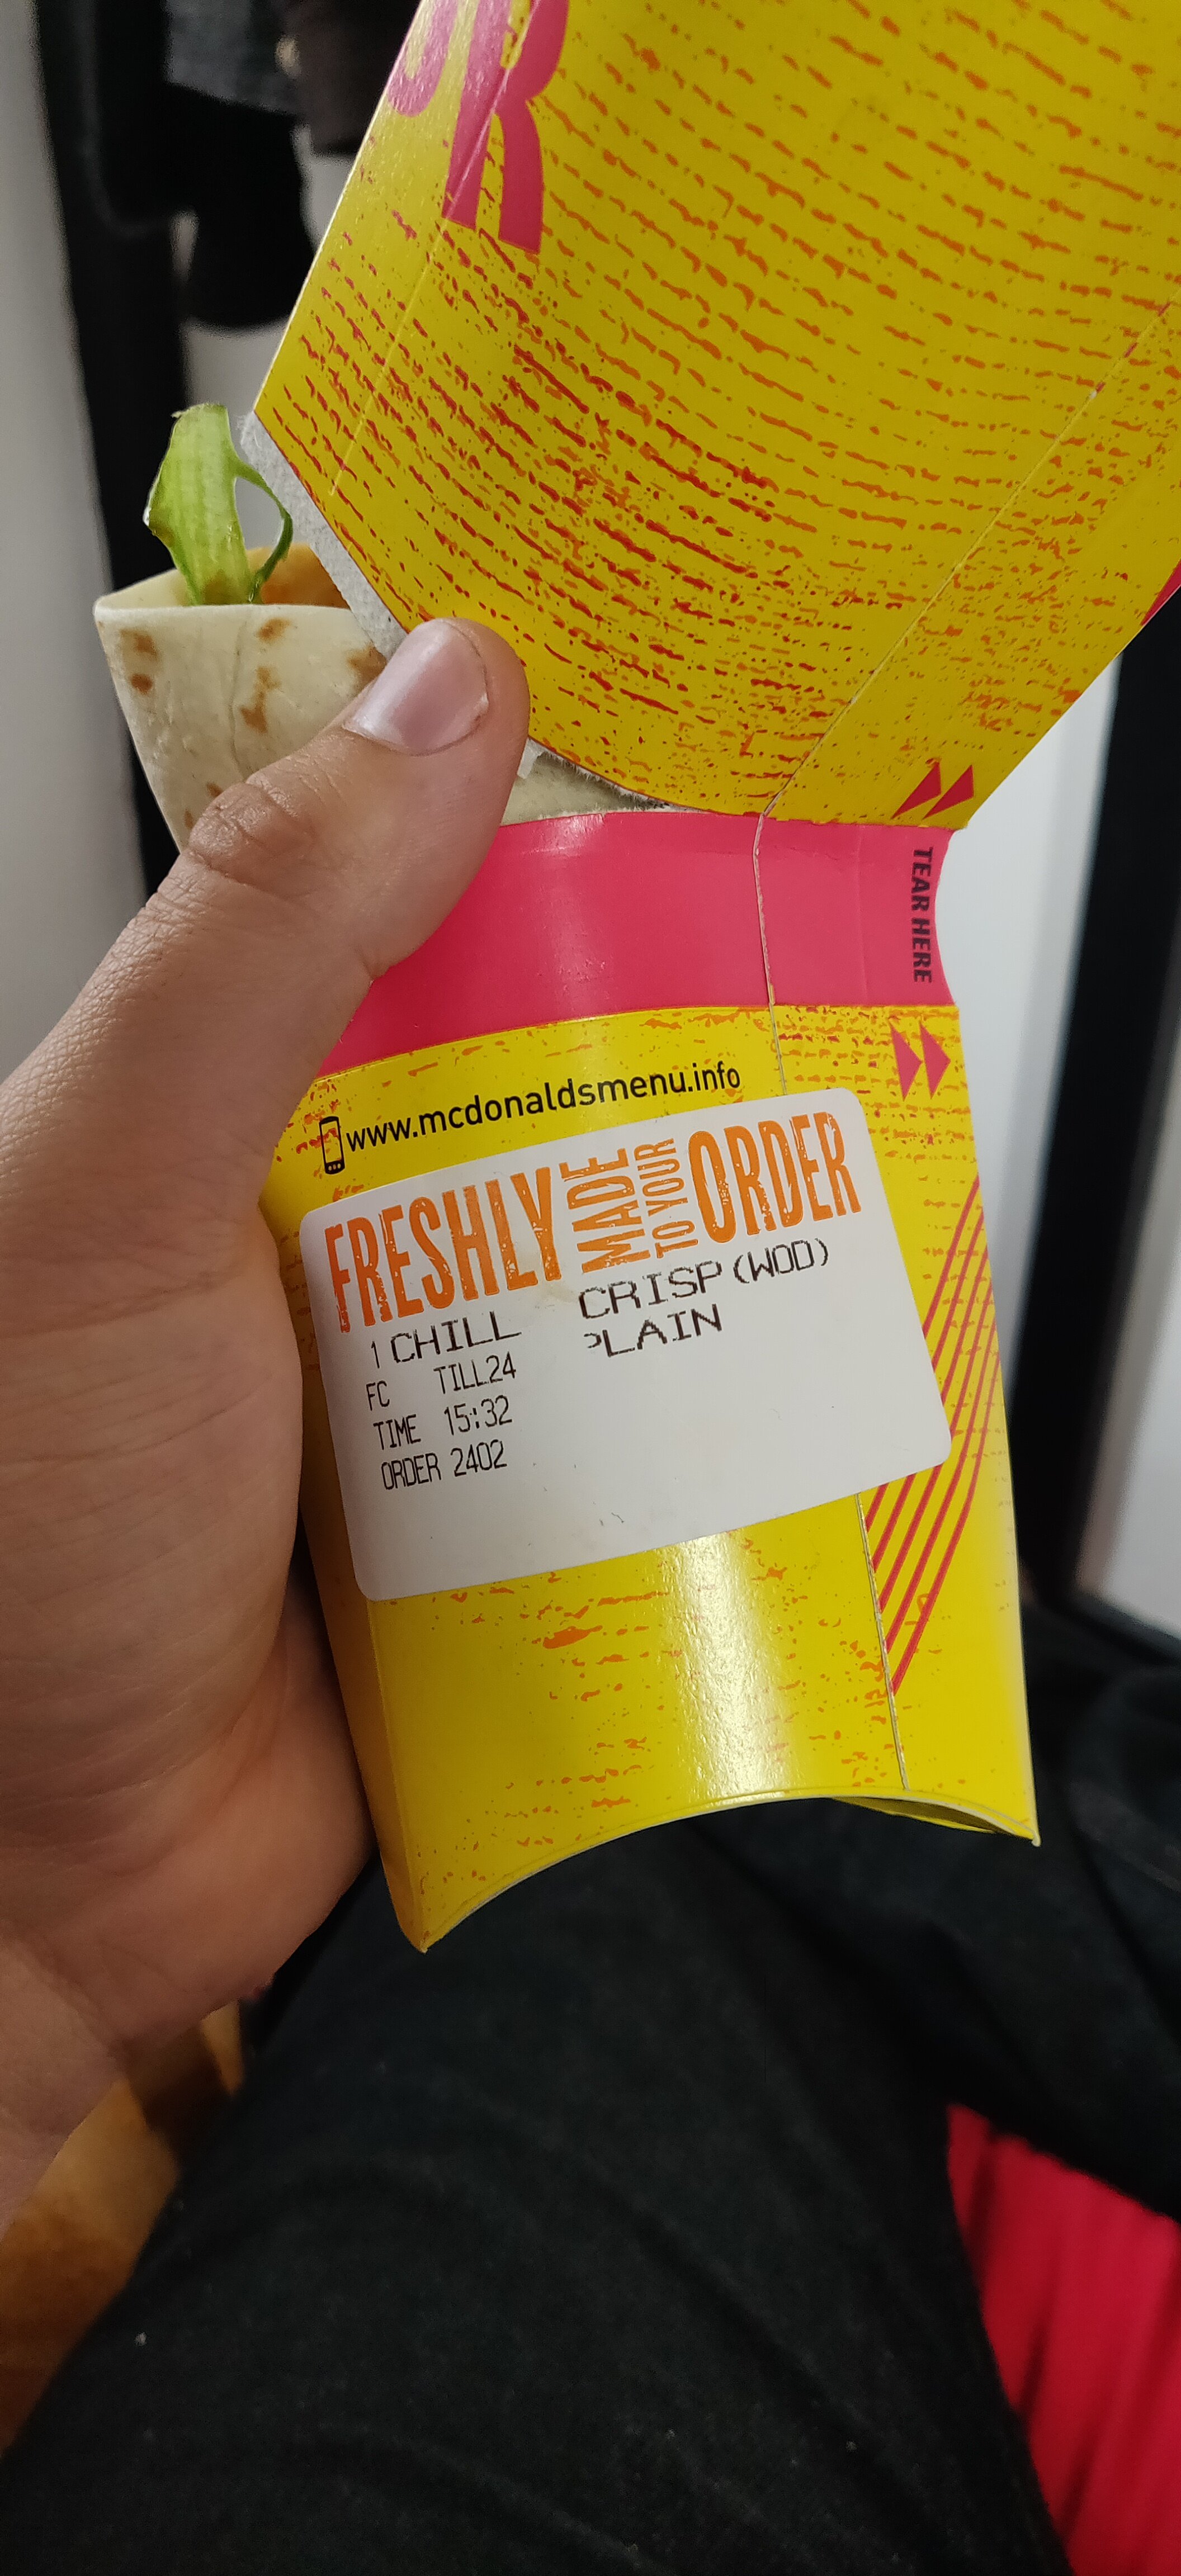 R
TEAR HERE
www.mcdonaldsmenu.info
FRESHLY MADE TO YOUR ORDER
1 CHILL CRISP(WOD)
PLAIN
FC TILL24
TIME 15:32
ORDER 2402